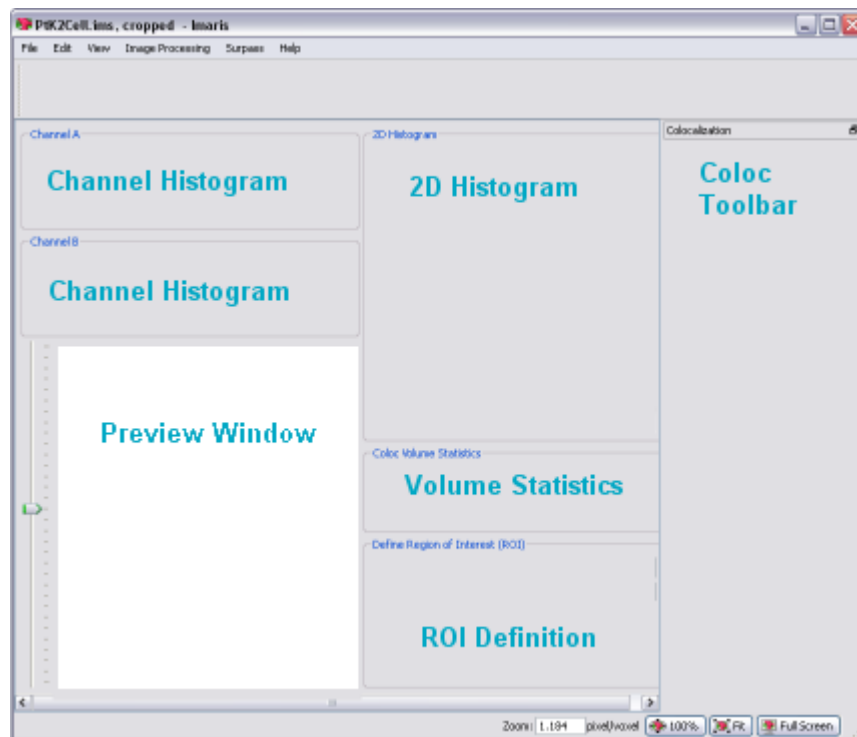 PtK2Cell.ims, cropped - Imaris
File Edit View Image Processing Surpass Help
Channel A
Channel Histogram
Channel B
Channel Histogram
Preview Window
2D Histogram
2D Histogram
Coloc Volume Statistics
Volume Statistics
Define Region of Interest (ROI)
ROI Definition
Colocalization
Coloc
Toolbar
Zoom: 1.184 pixel/voxel 100% Fit Full Screen